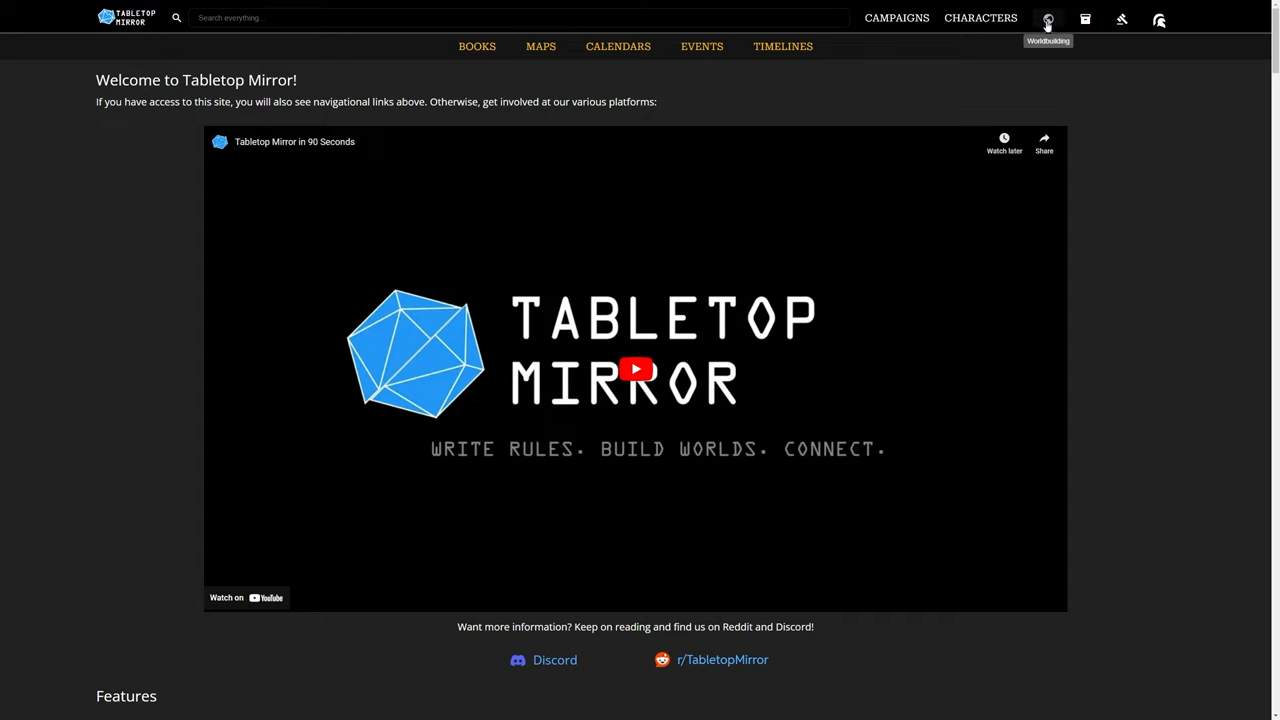 TABLETOP
MIRROR
Search everything...
CAMPAIGNS
CHARACTERS
Worldbuilding
BOOKS
MAPS
CALENDARS
EVENTS
TIMELINES
Welcome to Tabletop Mirror!
If you have access to this site, you will also see navigational links above. Otherwise, get involved at our various platforms:
Tabletop Mirror in 90 Seconds
Watch later
Share
TABLETOP
MIRROR
WRITE RULES. BUILD WORLDS. CONNECT.
Watch on YouTube
Want more information? Keep on reading and find us on Reddit and Discord!
Discord
r/TabletopMirror
Features